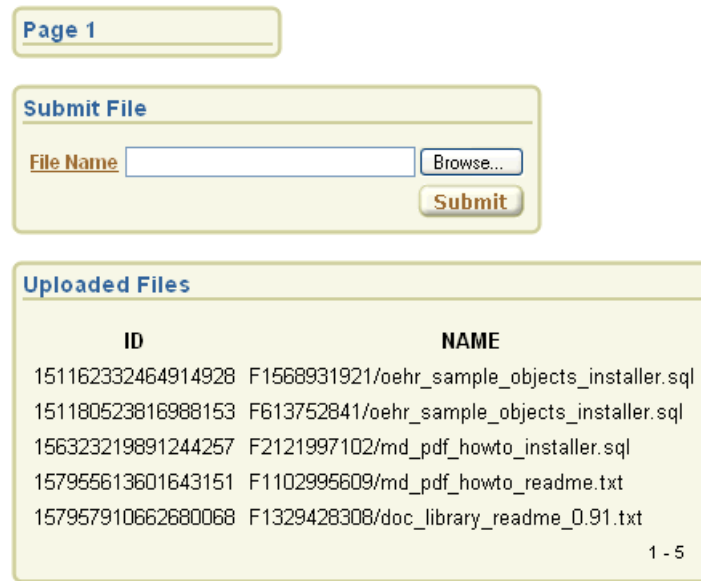 Page 1
Submit File
File Name Browse...
Submit
Uploaded Files
ID NAME
151162332464914928 F1568931921/oehr_sample_objects_installer.sql
151180523816988153 F613752841/oehr_sample_objects_installer.sql
156323219891244257 F2121997102/md_pdf_howto_installer.sql
157955613601643151 F1102995609/md_pdf_howto_readme.txt
157957910662680068 F1329428308/doc_library_readme_0.91.txt
1 - 5